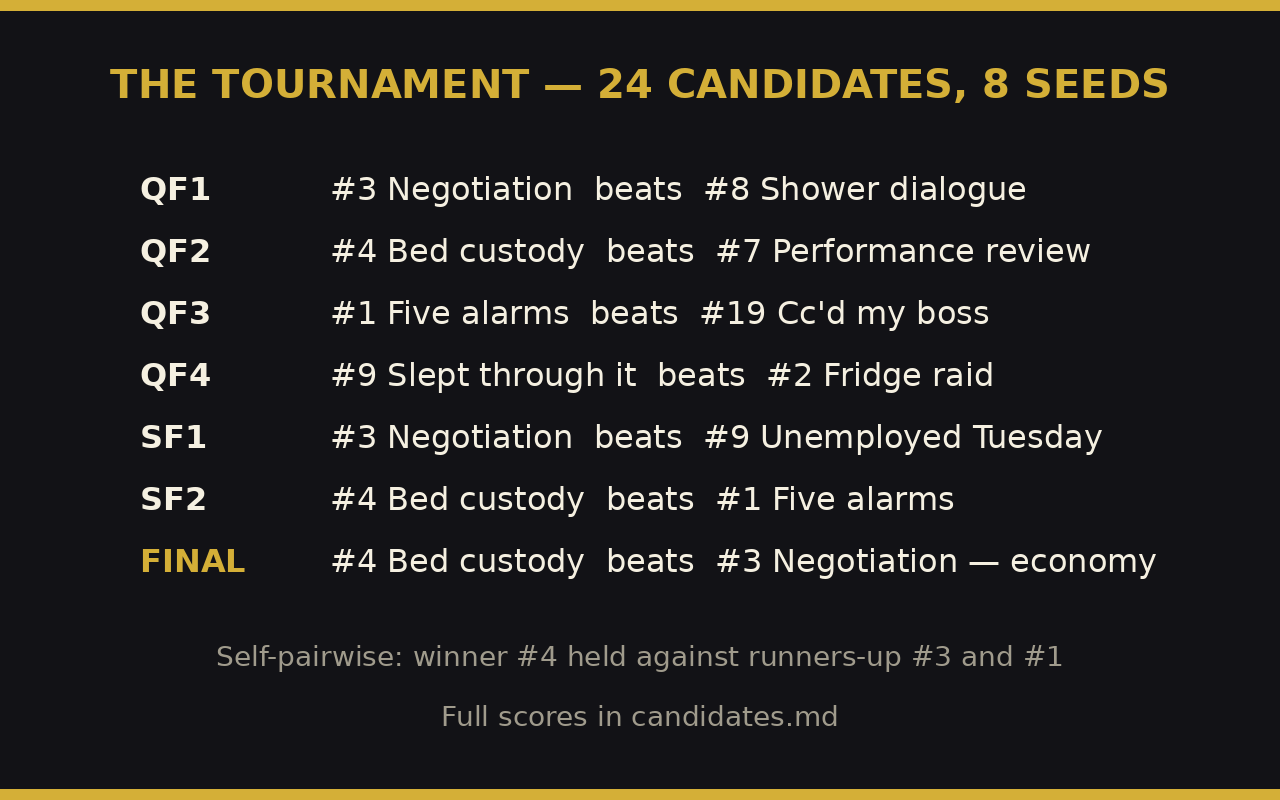 THE TOURNAMENT — 24 CANDIDATES, 8 SEEDS
QF1 #3 Negotiation beats #8 Shower dialogue
QF2 #4 Bed custody beats #7 Performance review
QF3 #1 Five alarms beats #19 Cc'd my boss
QF4 #9 Slept through it beats #2 Fridge raid
SF1 #3 Negotiation beats #9 Unemployed Tuesday
SF2 #4 Bed custody beats #1 Five alarms
FINAL #4 Bed custody beats #3 Negotiation — economy
Self-pairwise: winner #4 held against runners-up #3 and #1
Full scores in candidates.md